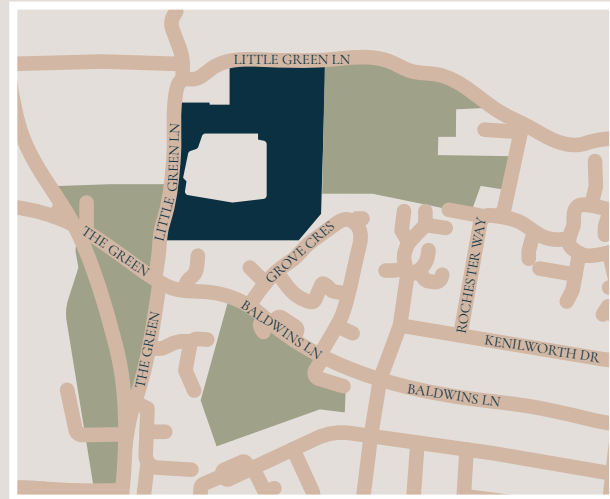 LITTLE GREEN LN
LITTLE GREEN LN
THE GREEN
GROVE CRES
ROCHESTER WAY
BALDWINS LN
THE GREEN
KENILWORTH DR
BALDWINS LN